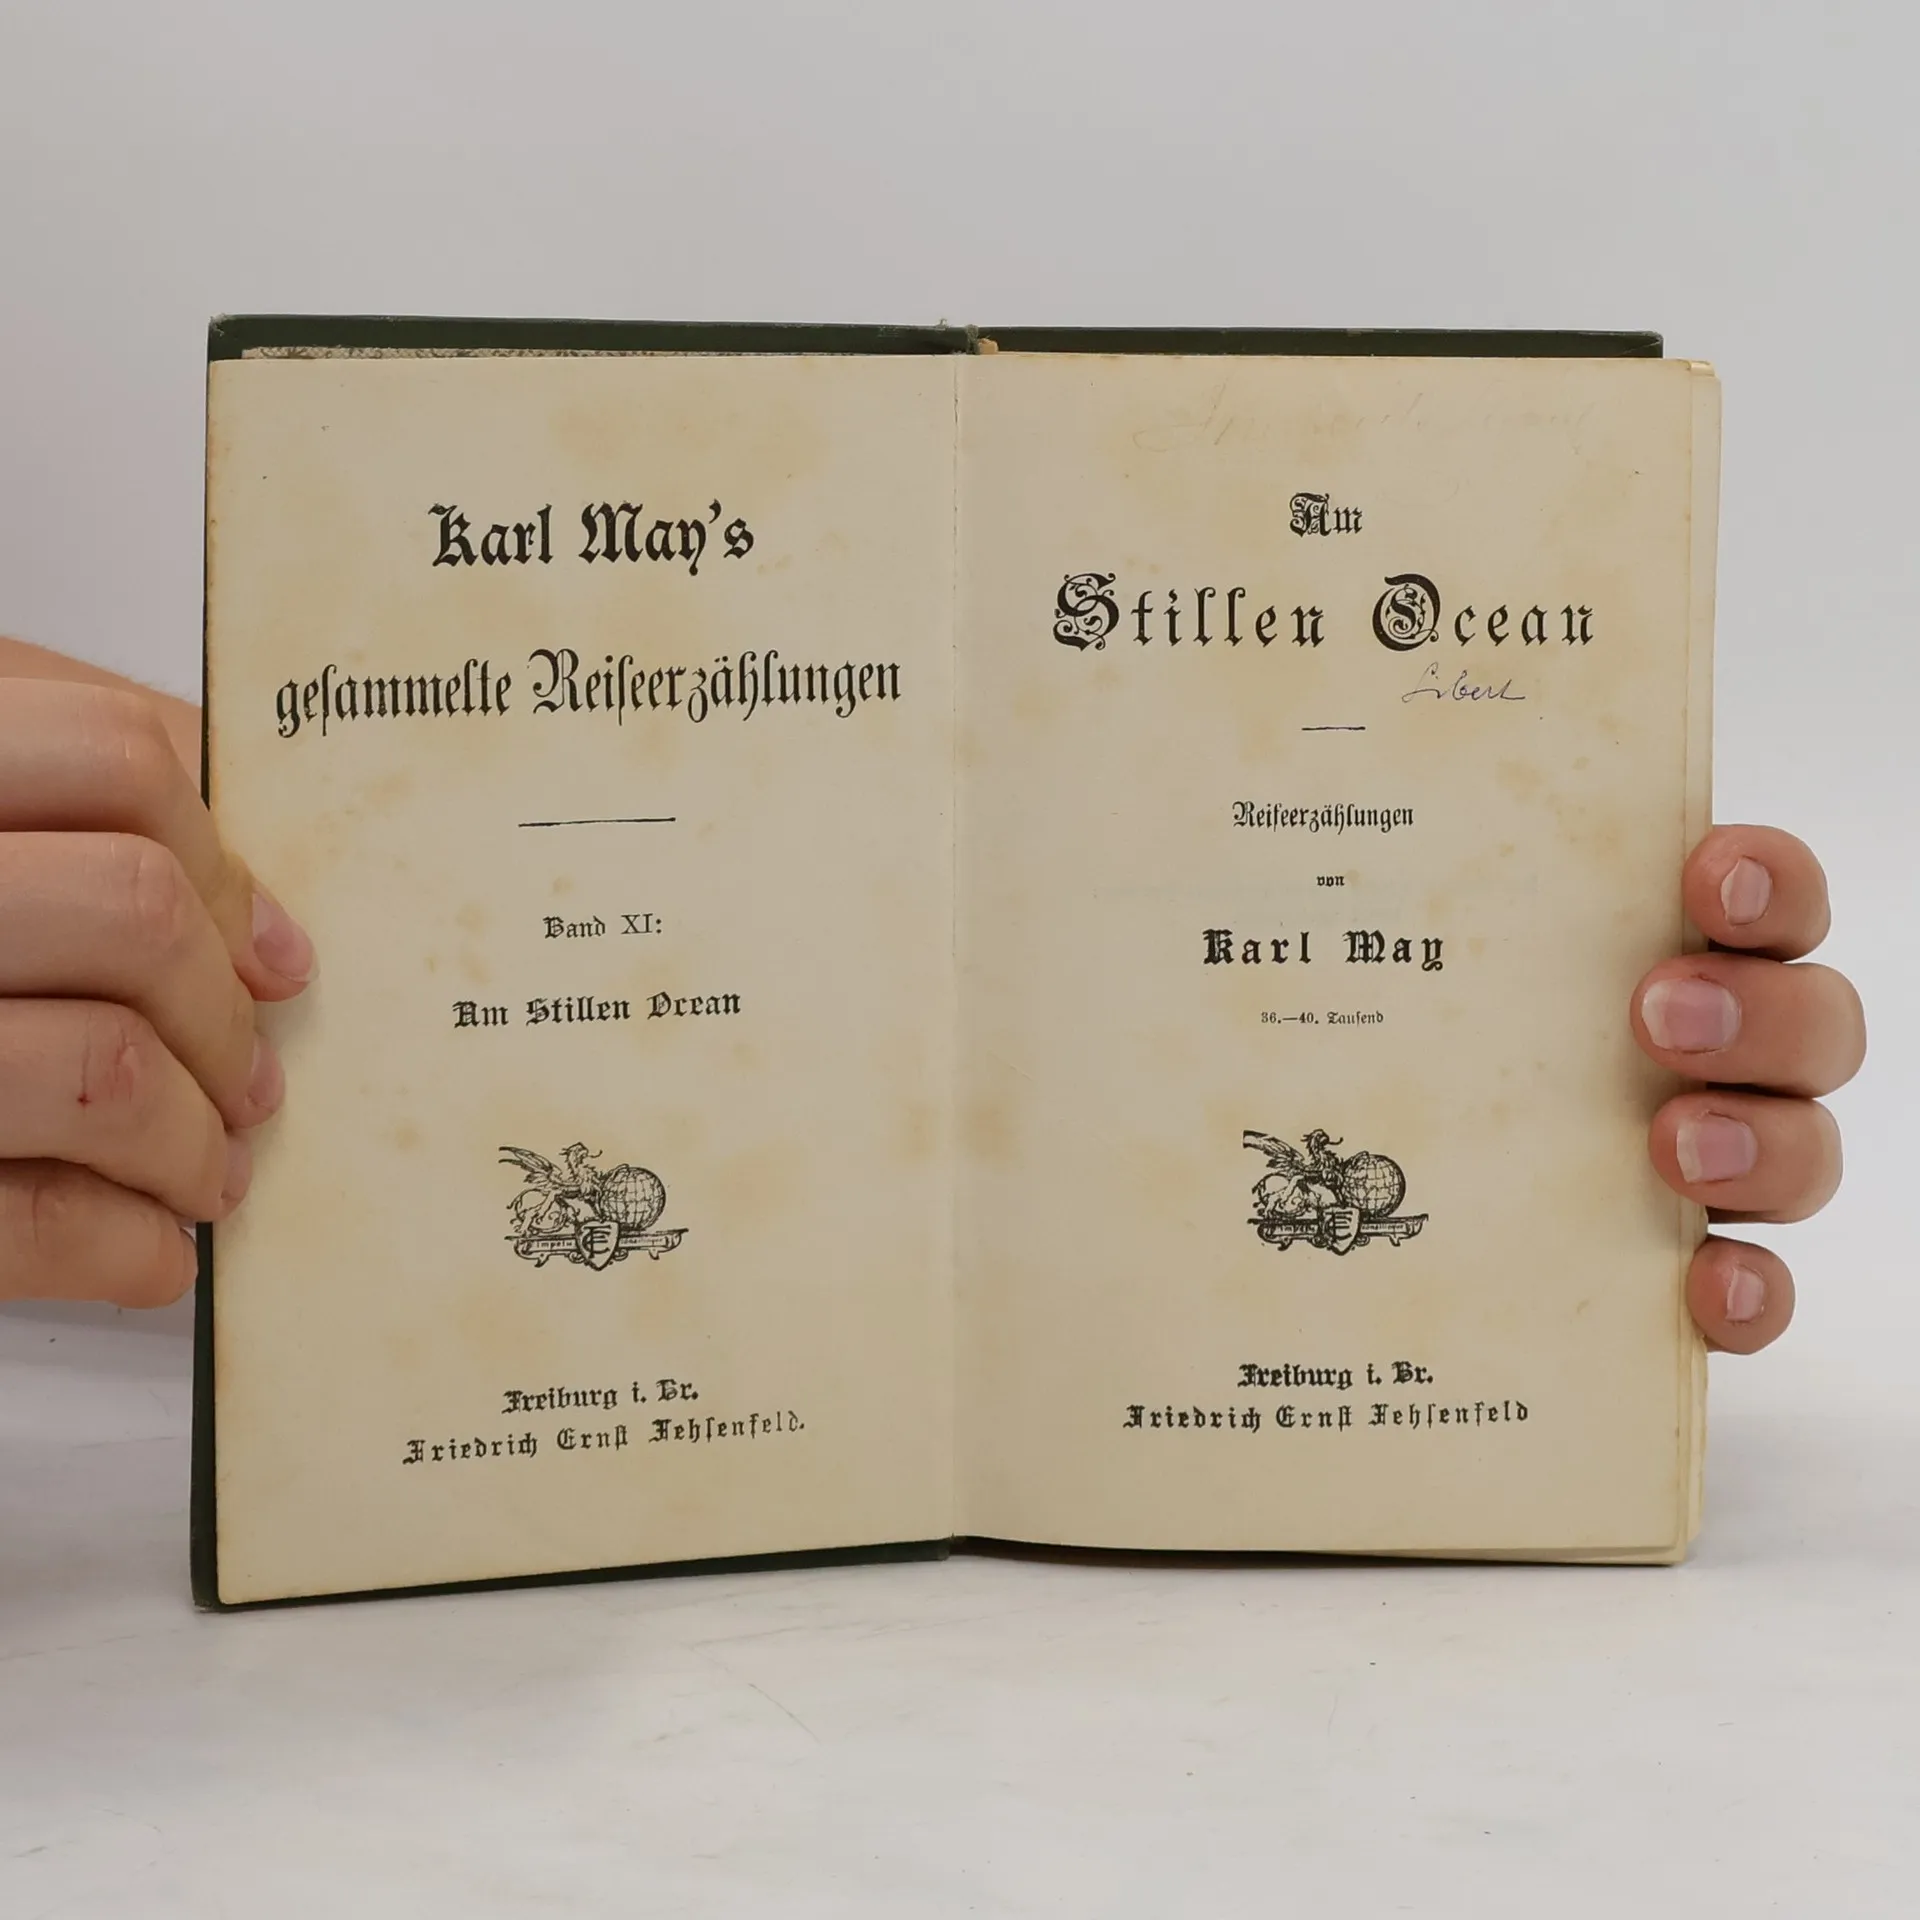 Karl May's
gesammelte Reiseerzählungen
Band XI:
Am Stillen Ocean
Freiburg i. Br.
Friedrich Ernst Fehsenfeld.
Am
Stillen Ocean
Reiseerzählungen
von
Karl May
36.—40. Tausend
Freiburg i. Br.
Friedrich Ernst Fehsenfeld